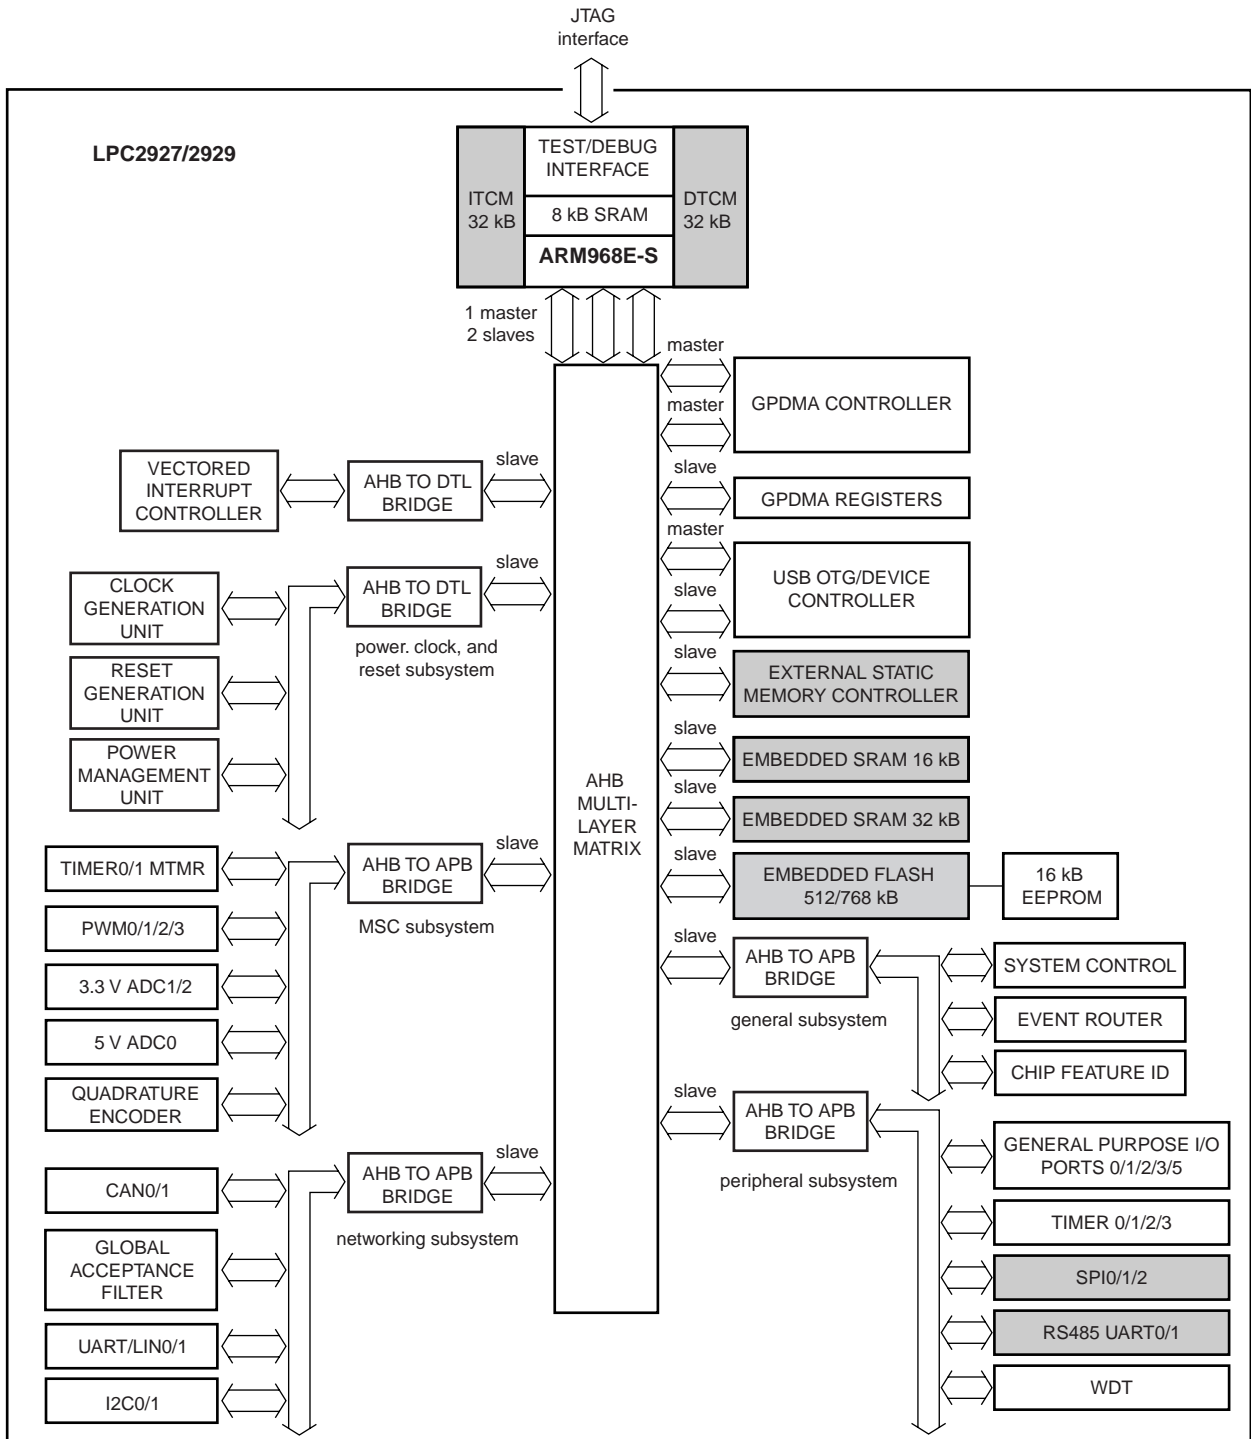 JTAG
interface
LPC2927/2929
ITCM
32 kB
TEST/DEBUG
INTERFACE
8 kB SRAM
ARM968E-S
DTCM
32 kB
1 master
2 slaves
master
GPDMA CONTROLLER
master
VECTORED
INTERRUPT
CONTROLLER
AHB TO DTL
BRIDGE
slave
slave
GPDMA REGISTERS
master
USB OTG/DEVICE
CONTROLLER
slave
CLOCK
GENERATION
UNIT
AHB TO DTL
BRIDGE
slave
power. clock, and
reset subsystem
RESET
GENERATION
UNIT
POWER
MANAGEMENT
UNIT
slave
EXTERNAL STATIC
MEMORY CONTROLLER
slave
EMBEDDED SRAM 16 kB
slave
EMBEDDED SRAM 32 kB
AHB
MULTI-
LAYER
MATRIX
slave
EMBEDDED FLASH
512/768 kB
16 kB
EEPROM
TIMER0/1 MTMR
AHB TO APB
BRIDGE
slave
MSC subsystem
PWM0/1/2/3
3.3 V ADC1/2
5 V ADC0
QUADRATURE
ENCODER
slave
AHB TO APB
BRIDGE
general subsystem
SYSTEM CONTROL
EVENT ROUTER
CHIP FEATURE ID
slave
AHB TO APB
BRIDGE
peripheral subsystem
GENERAL PURPOSE I/O
PORTS 0/1/2/3/5
TIMER 0/1/2/3
SPI0/1/2
RS485 UART0/1
WDT
CAN0/1
AHB TO APB
BRIDGE
slave
networking subsystem
GLOBAL
ACCEPTANCE
FILTER
UART/LIN0/1
I2C0/1